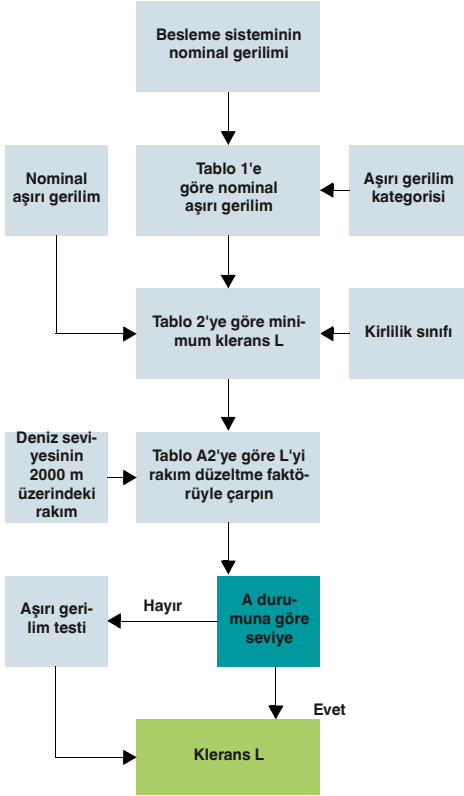 Besleme sisteminin
nominal gerilimi
Nominal
aşırı gerilim
Tablo 1'e
göre nominal
aşırı gerilim
Aşırı gerilim
kategorisi
Tablo 2'ye göre mini-
mum klerans L
Kirlilik sınıfı
Deniz sevi-
yesinin
2000 m
üzerindeki
rakım
Tablo A2'ye göre L'yi
rakım düzeltme faktö-
rüyle çarpın
Aşırı geri-
lim testi
Hayır
A duru-
muna göre
seviye
Evet
Klerans L